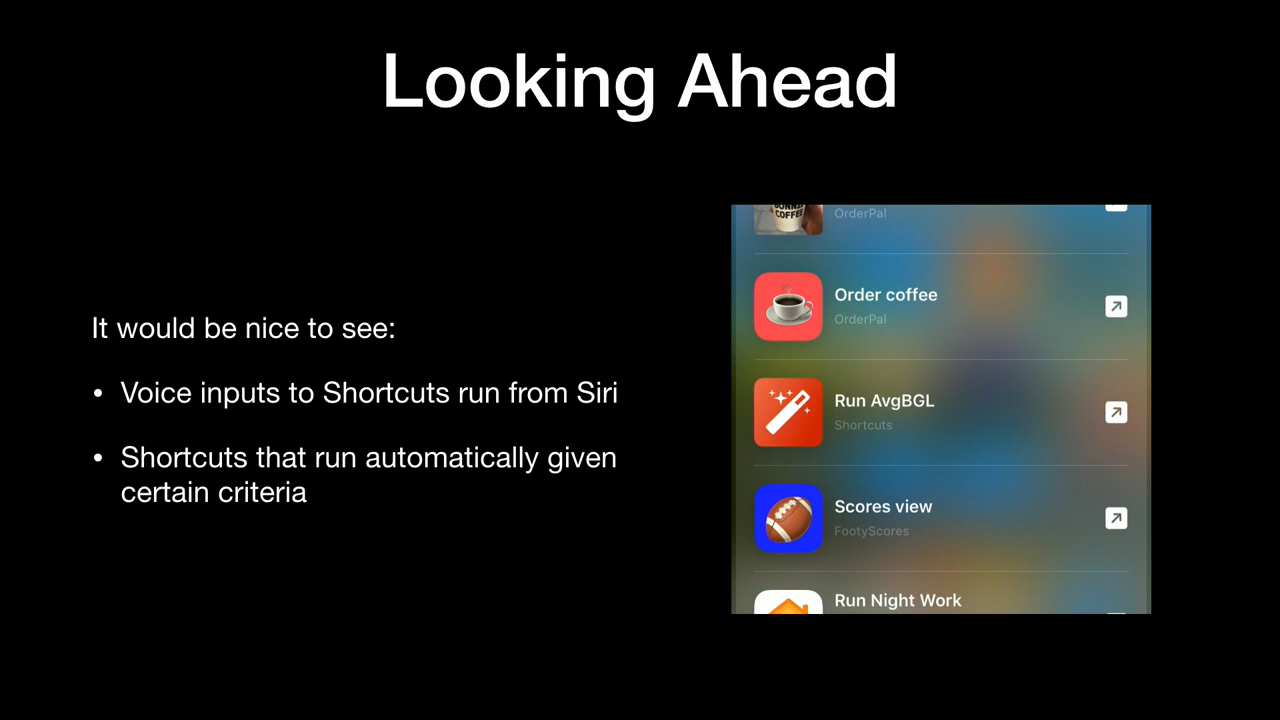 Looking Ahead
It would be nice to see:
• Voice inputs to Shortcuts run from Siri
• Shortcuts that run automatically given
certain criteria
COFFEE
OrderPal
Order coffee
OrderPal
Run AvgBGL
Shortcuts
Scores view
FootyScores
Run Night Work